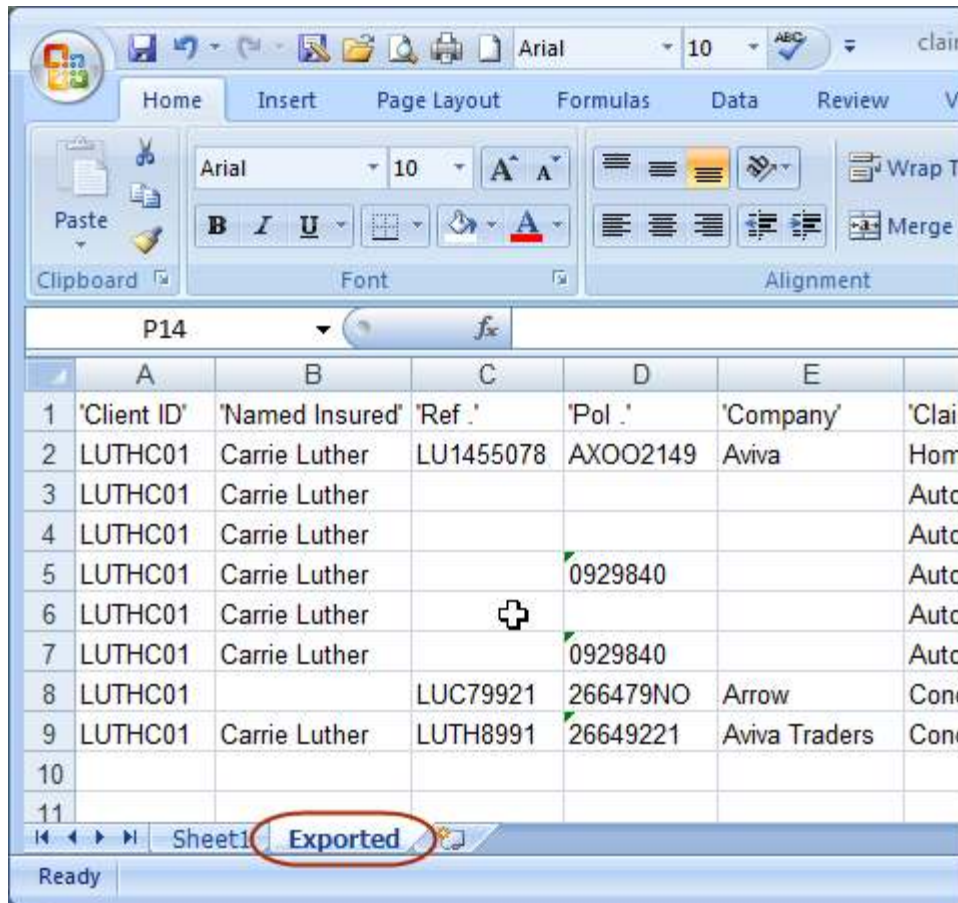 Arial 10 ABC clair
Home Insert Page Layout Formulas Data Review V
Arial 10 A A Wrap T
Paste B I U A Merge
Clipboard Font Alignment
P14 fx
A B C D E
1 'Client ID' 'Named Insured' 'Ref .' 'Pol .' 'Company' 'Clai
2 LUTHC01 Carrie Luther LU1455078 AXOO2149 Aviva Hom
3 LUTHC01 Carrie Luther Auto
4 LUTHC01 Carrie Luther Auto
5 LUTHC01 Carrie Luther 0929840 Auto
6 LUTHC01 Carrie Luther Auto
7 LUTHC01 Carrie Luther 0929840 Auto
8 LUTHC01 LUC79921 266479NO Arrow Cond
9 LUTHC01 Carrie Luther LUTH8991 26649221 Aviva Traders Cond
10
11
Sheet1 Exported
Ready